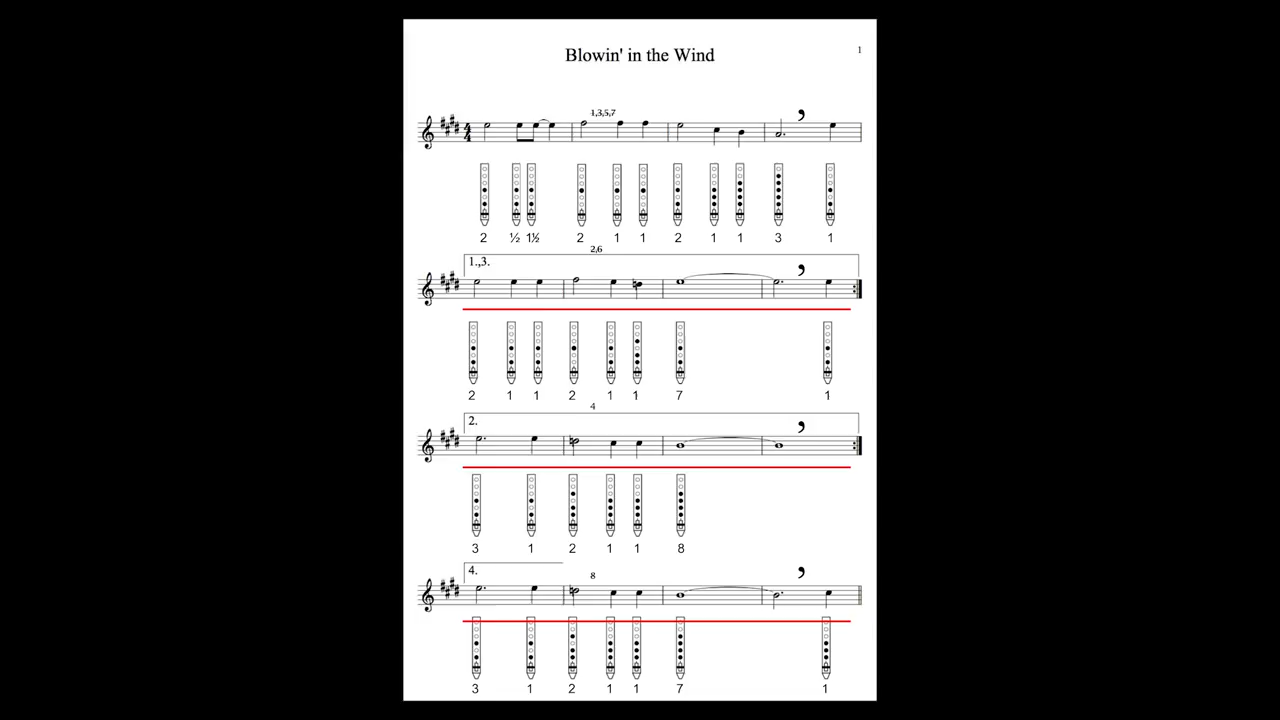 Blowin' in the Wind
1
1,3,5,7
4
4
2 ½ 1½ 2 1 1 2 1 1 3 1
2,6
1.,3.
2 1 1 2 1 1 7 1
4
2.
3 1 2 1 1 8
8
4.
3 1 2 1 1 7 1